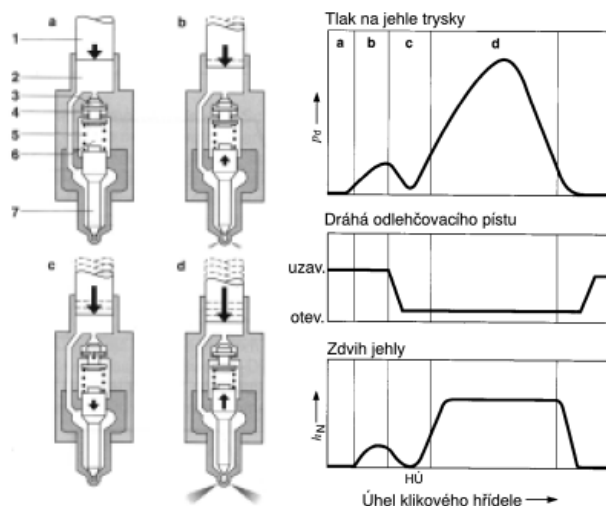 a
b
1
2
3
4
5
6
7
c
d
Tlak na jehle trysky
a b c d
pd
Dráhá odlehčovacího pístu
uzav.
otev.
Zdvih jehly
hN
HÚ
Úhel klikového hřídele